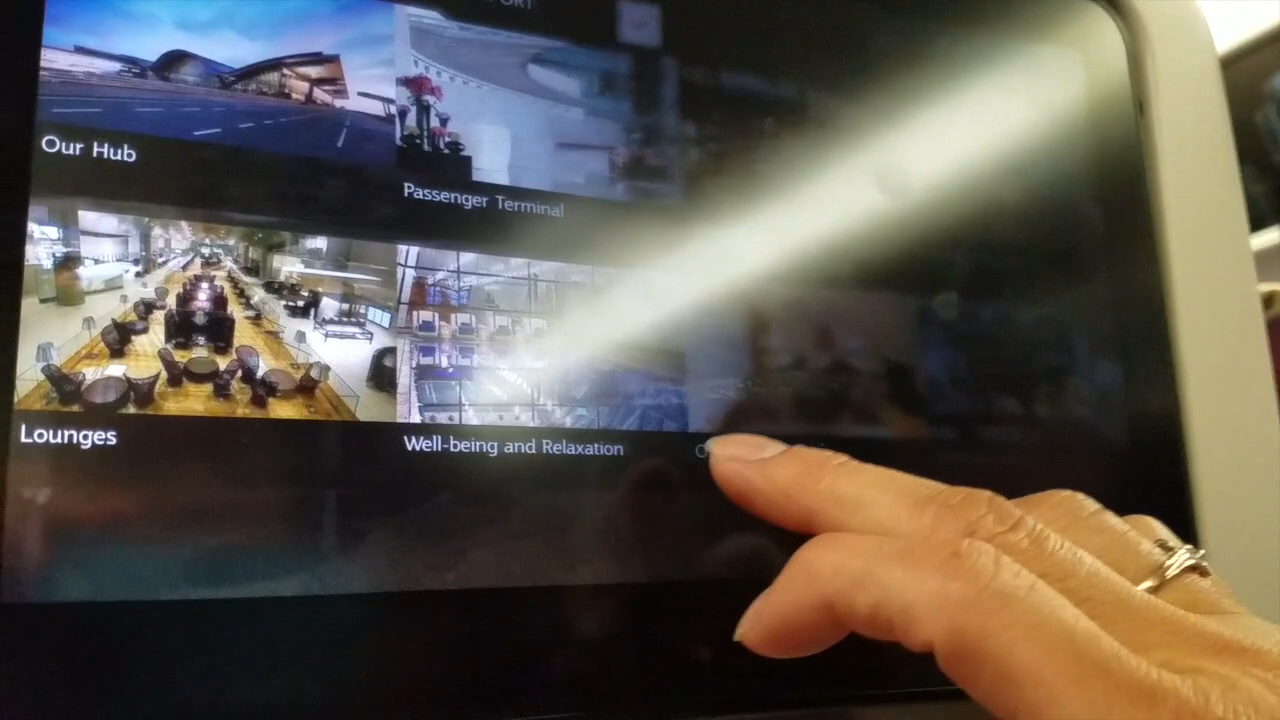 Our Hub
Passenger Terminal
Lounges
Well-being and Relaxation